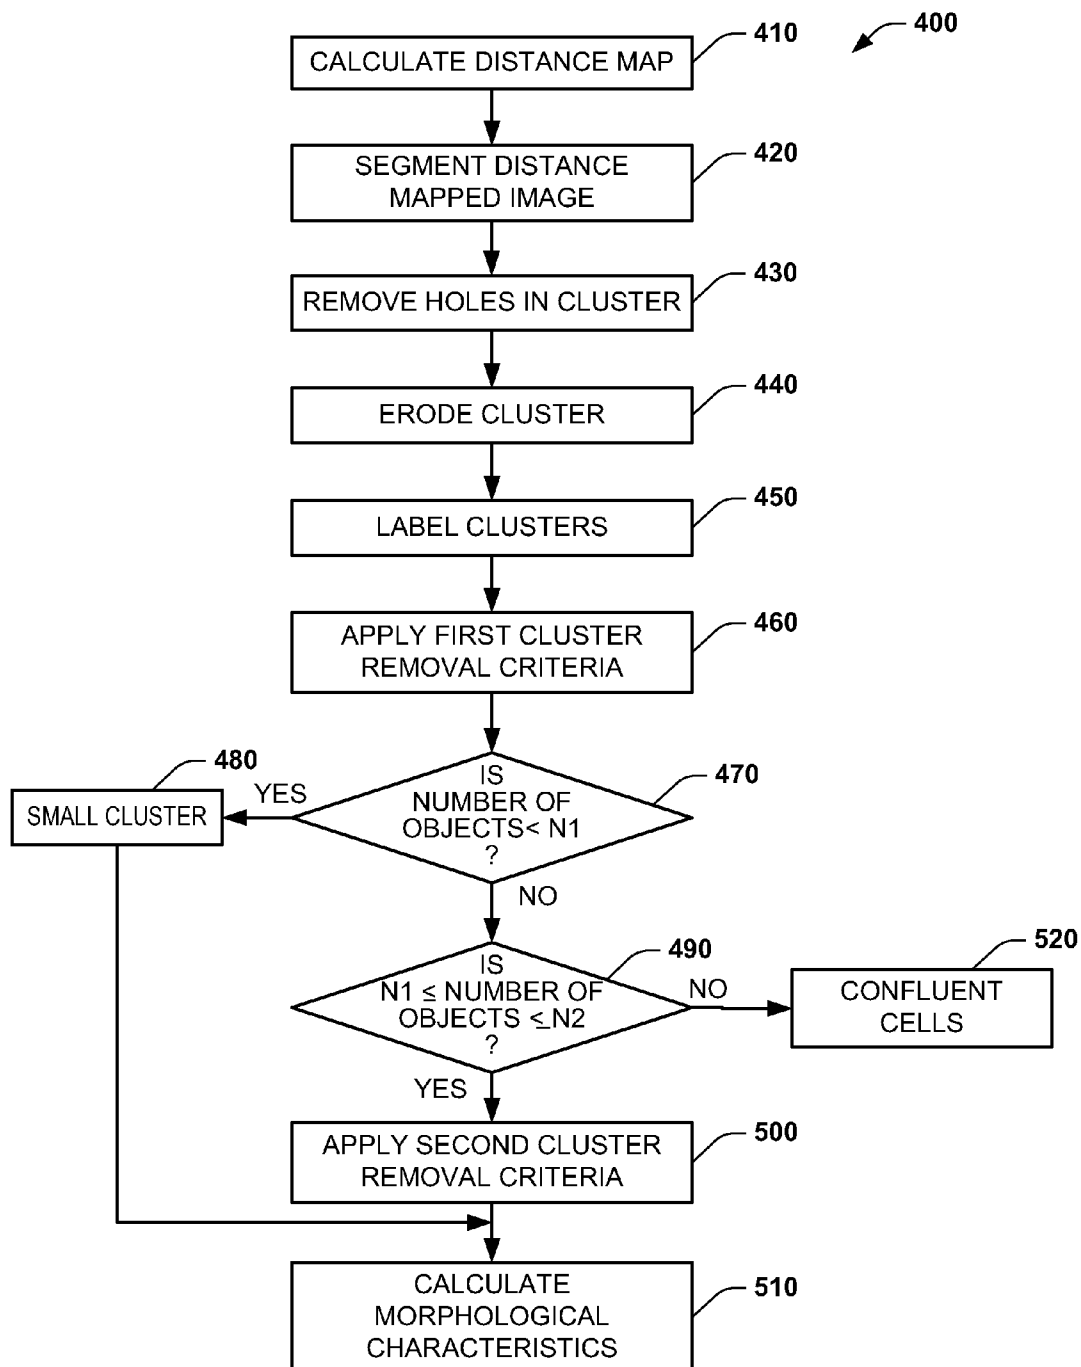 400
410
CALCULATE DISTANCE MAP
420
SEGMENT DISTANCE
MAPPED IMAGE
430
REMOVE HOLES IN CLUSTER
440
ERODE CLUSTER
450
LABEL CLUSTERS
460
APPLY FIRST CLUSTER
REMOVAL CRITERIA
470
IS
NUMBER OF
OBJECTS< N1
?
YES
480
SMALL CLUSTER
NO
490
IS
N1 ≤ NUMBER OF
OBJECTS ≤N2
?
NO
520
CONFLUENT
CELLS
YES
500
APPLY SECOND CLUSTER
REMOVAL CRITERIA
510
CALCULATE
MORPHOLOGICAL
CHARACTERISTICS